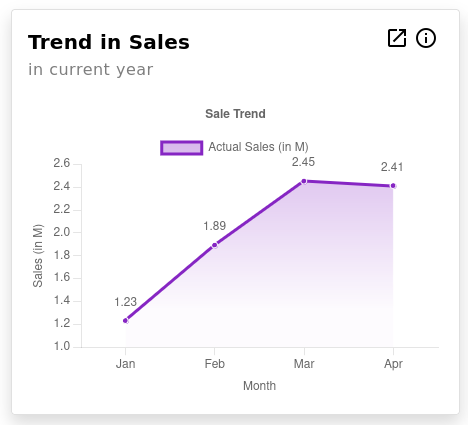 Trend in Sales
in current year
Sale Trend
Actual Sales (in M)
2.6
2.4
2.2
2.0
1.8
1.6
1.4
1.2
1.0
Sales (in M)
1.23
1.89
2.45
2.41
Jan Feb Mar Apr
Month